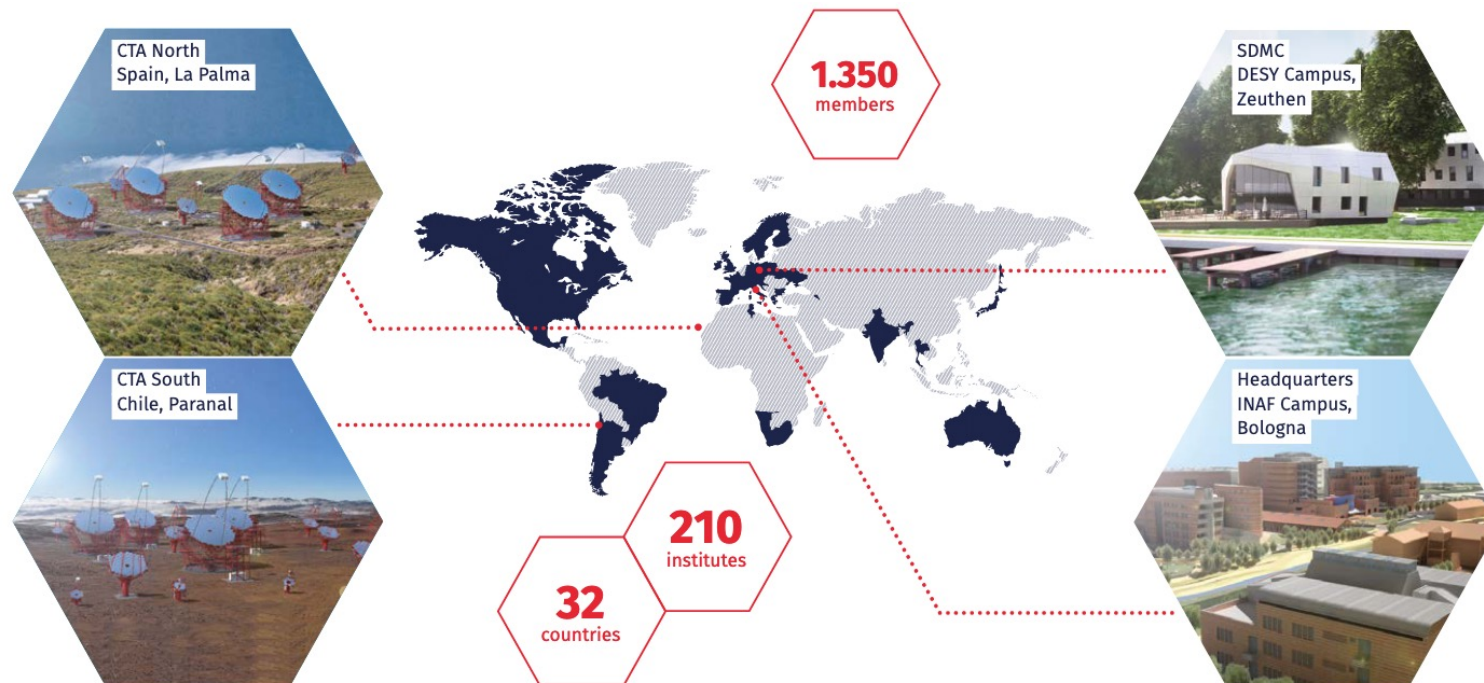 CTA North
Spain, La Palma
1.350
members
SDMC
DESY Campus,
Zeuthen
CTA South
Chile, Paranal
Headquarters
INAF Campus,
Bologna
210
institutes
32
countries